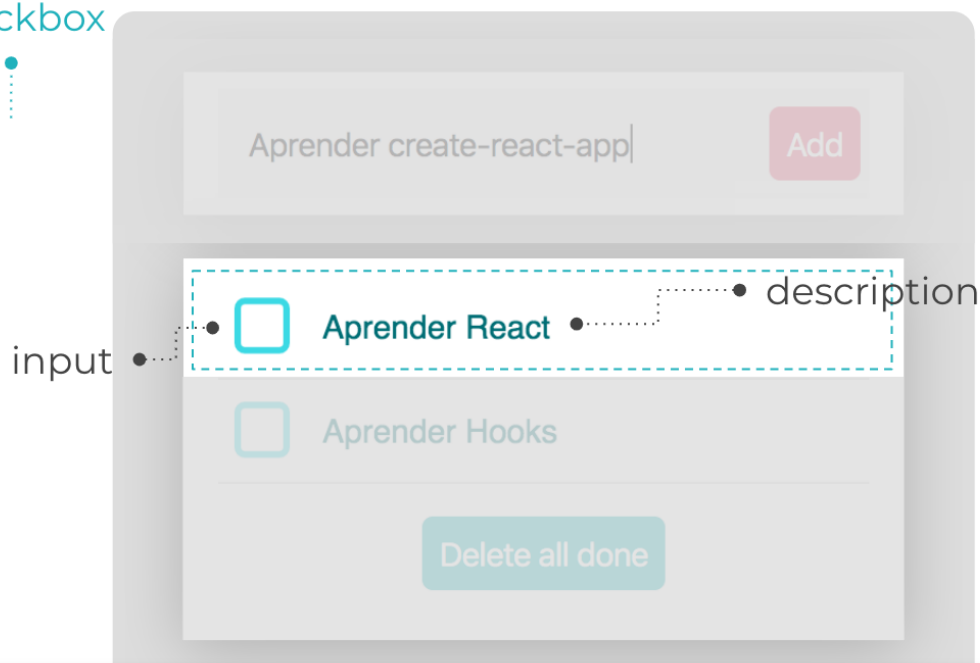 ckbox
Aprender create-react-app
Add
description
Aprender React
input
Aprender Hooks
Delete all done